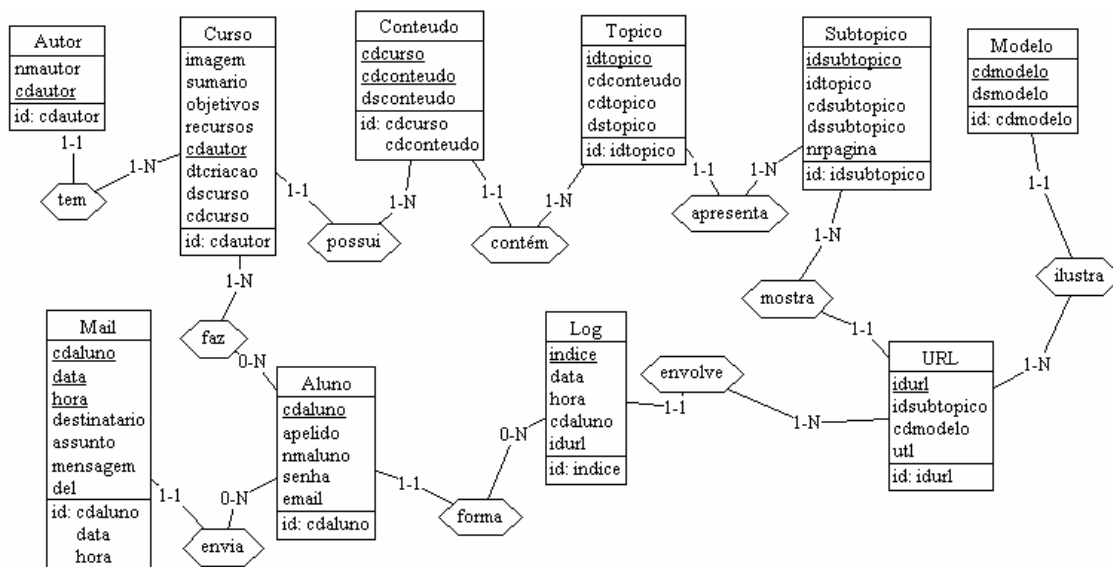 Autor
nmautor
cdautor
id: cdautor
Curso
imagem
sumario
objetivos
recursos
cdautor
dtcriacao
dscurso
cdcurso
id: cdautor
Conteudo
cdcurso
cdconteudo
dsconteudo
id: cdcurso
cdconteudo
Topico
idtopico
cdconteudo
cdtopico
dstopico
id: idtopico
Subtopico
idsubtopico
idtopico
cdsubtopico
dssubtopico
nrpagina
id: idsubtopico
Modelo
cdmodelo
dsmodelo
id: cdmodelo
1-1
tem
1-N
1-1
possui
1-N
1-1
contém
1-N
1-1
apresenta
1-N
1-N
mostra
1-1
1-1
ilustra
1-N
1-N
faz
0-N
Mail
cdaluno
data
hora
destinatario
assunto
mensagem
del
id: cdaluno
data
hora
1-1
envia
0-N
Aluno
cdaluno
apelido
nmaluno
senha
email
id: cdaluno
1-1
forma
0-N
Log
indice
data
hora
cdaluno
idurl
id: indice
1-1
envolve
1-N
URL
idurl
idsubtopico
cdmodelo
utl
id: idurl